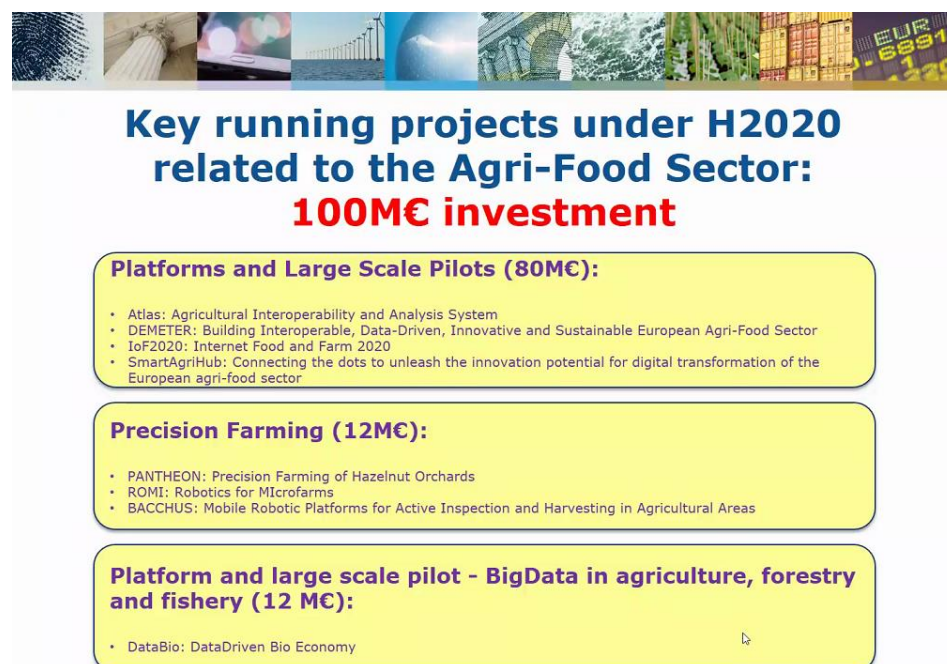 EUR
6891
Key running projects under H2020
related to the Agri-Food Sector:
100M€ investment
Platforms and Large Scale Pilots (80M€):
• Atlas: Agricultural Interoperability and Analysis System
• DEMETER: Building Interoperable, Data-Driven, Innovative and Sustainable European Agri-Food Sector
• IoF2020: Internet Food and Farm 2020
• SmartAgriHub: Connecting the dots to unleash the innovation potential for digital transformation of the
European agri-food sector
Precision Farming (12M€):
• PANTHEON: Precision Farming of Hazelnut Orchards
• ROMI: Robotics for MIcrofarms
• BACCHUS: Mobile Robotic Platforms for Active Inspection and Harvesting in Agricultural Areas
Platform and large scale pilot - BigData in agriculture, forestry
and fishery (12 M€):
• DataBio: DataDriven Bio Economy